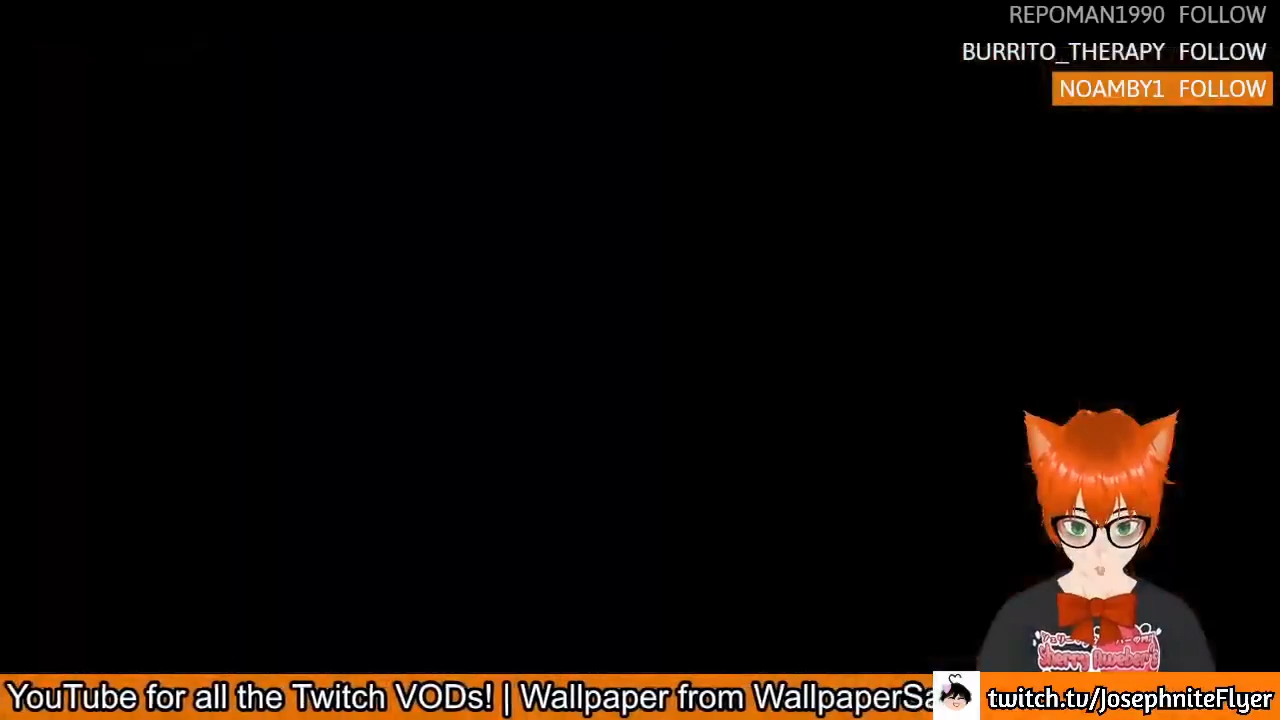 REPOMAN1990 FOLLOW
BURRITO_THERAPY FOLLOW
NOAMBY1 FOLLOW
YouTube for all the Twitch VODs! | Wallpaper from WallpaperSa
twitch.tv/JosephniteFlyer